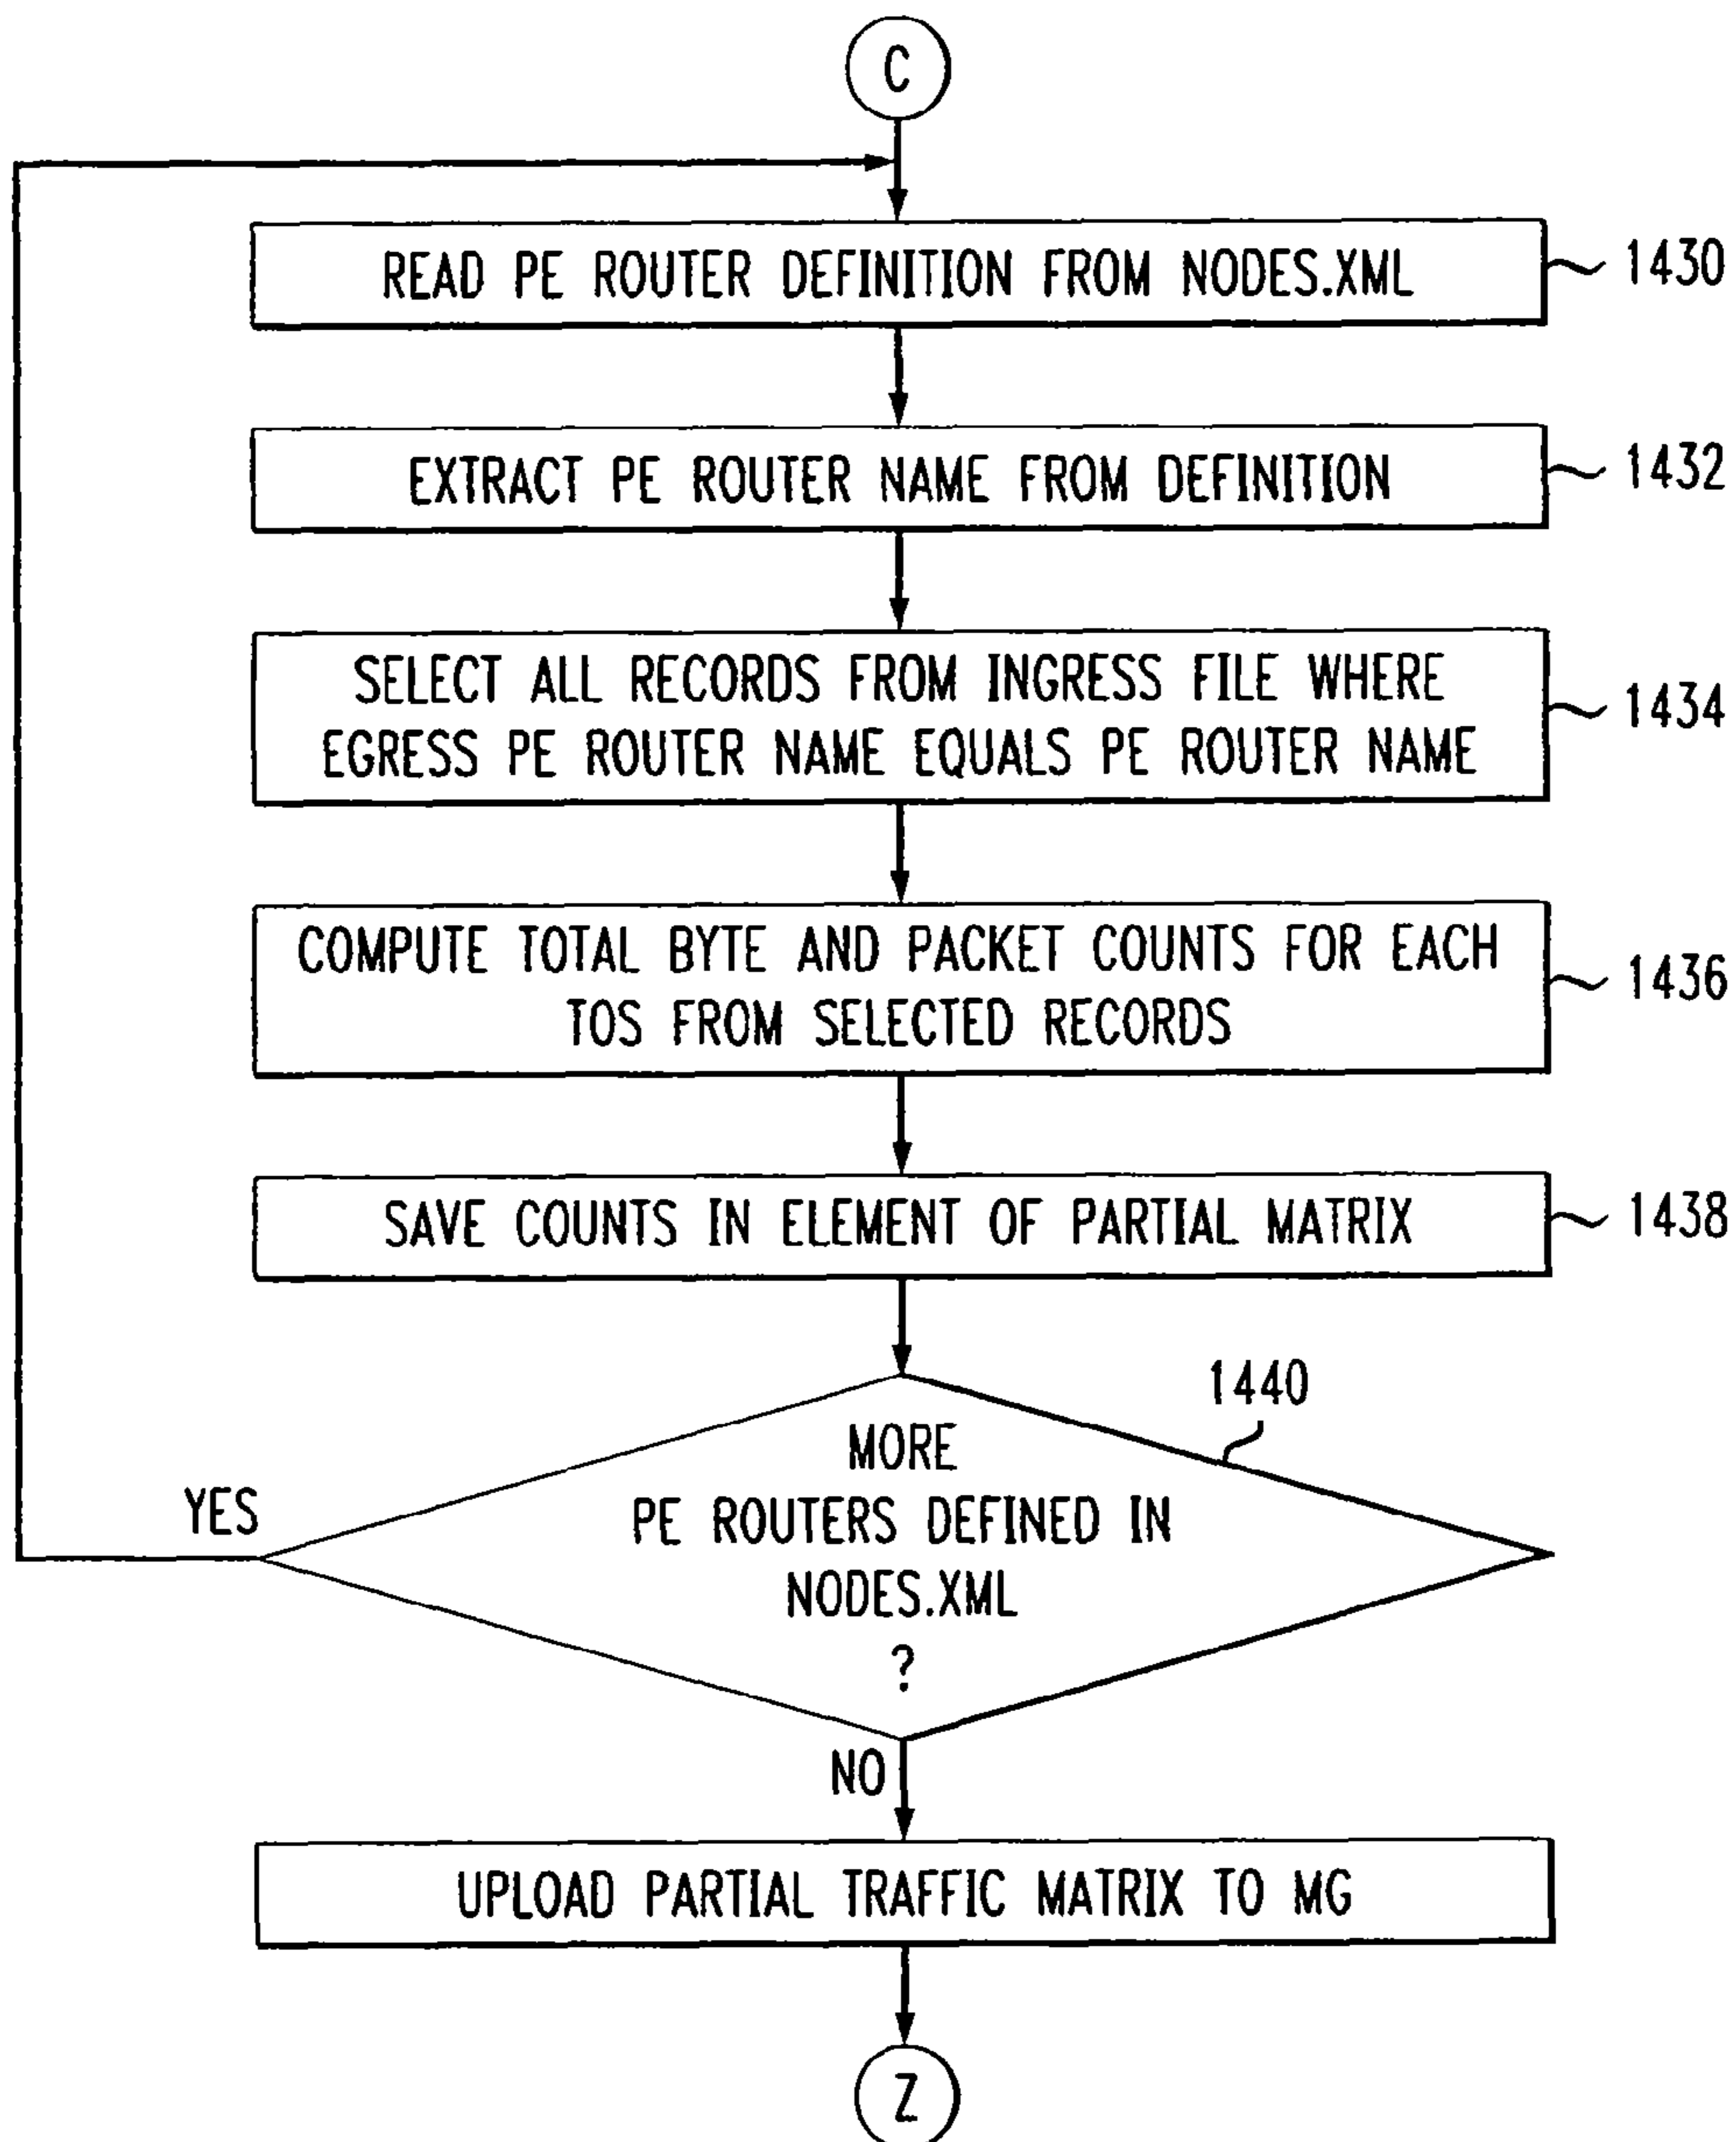 C
READ PE ROUTER DEFINITION FROM NODES.XML
1430
EXTRACT PE ROUTER NAME FROM DEFINITION
1432
SELECT ALL RECORDS FROM INGRESS FILE WHERE
EGRESS PE ROUTER NAME EQUALS PE ROUTER NAME
1434
COMPUTE TOTAL BYTE AND PACKET COUNTS FOR EACH
TOS FROM SELECTED RECORDS
1436
SAVE COUNTS IN ELEMENT OF PARTIAL MATRIX
1438
1440
MORE
PE ROUTERS DEFINED IN
NODES.XML
?
YES
NO
UPLOAD PARTIAL TRAFFIC MATRIX TO MG
Z